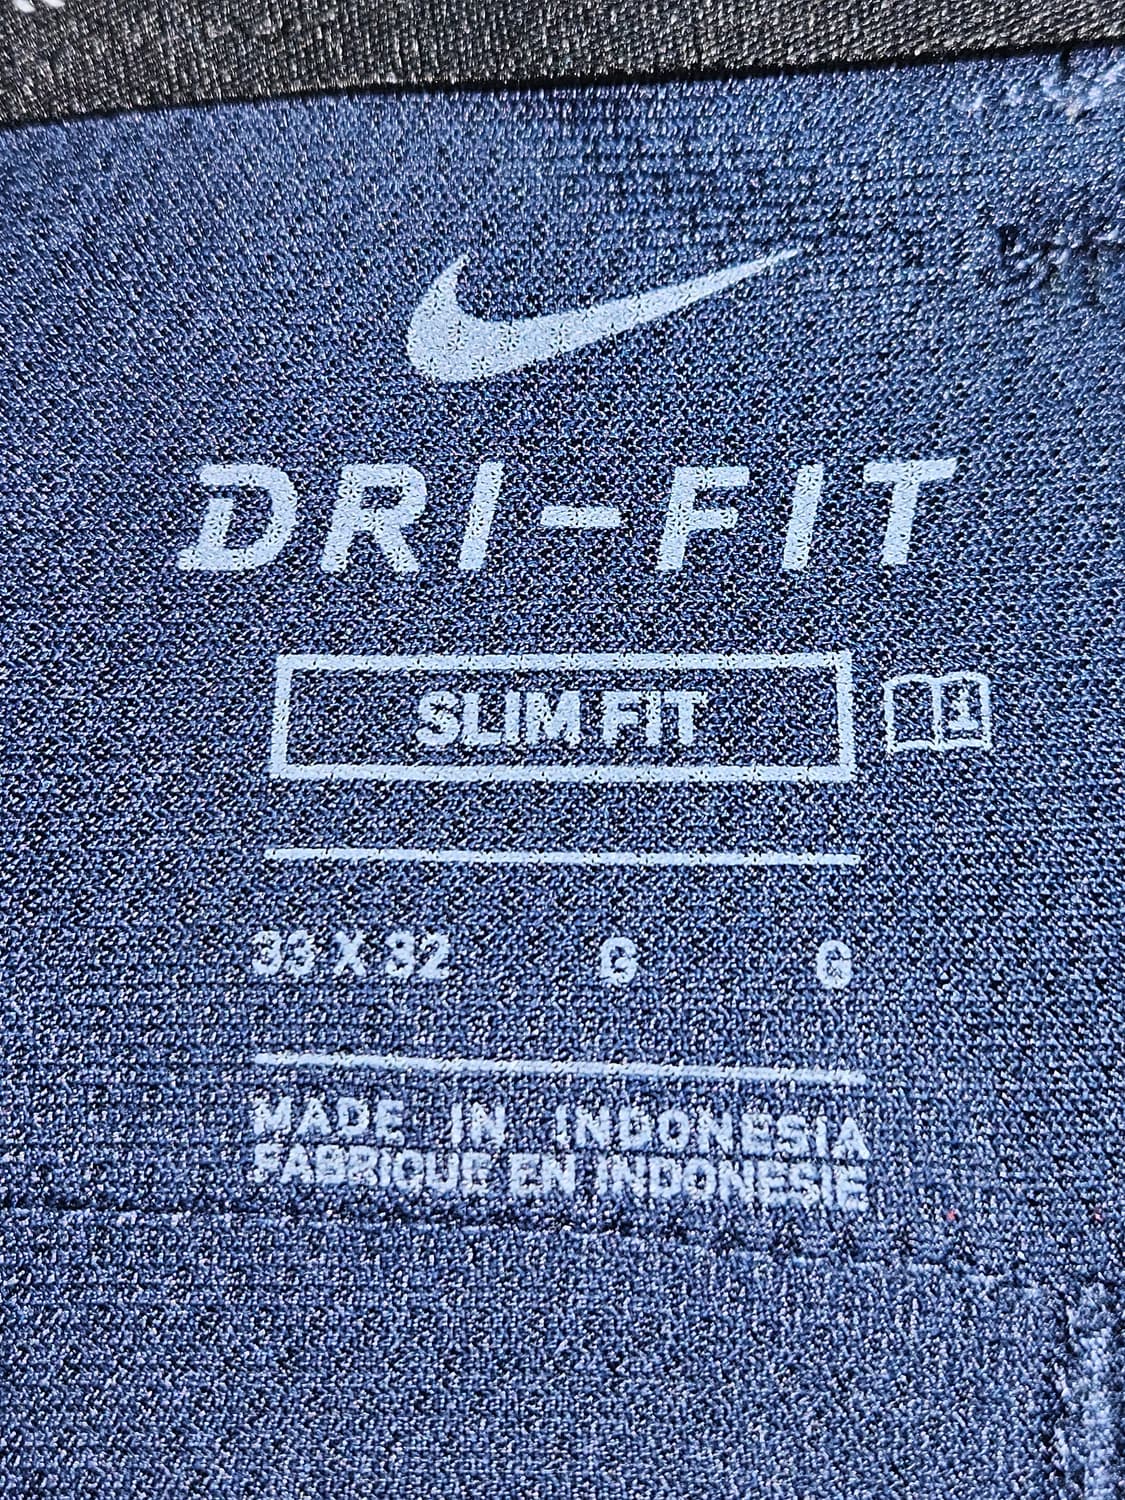 DRI-FIT
SLIM FIT
33 X 32 G G
MADE IN INDONESIA
FABRIQUE EN INDONESIE